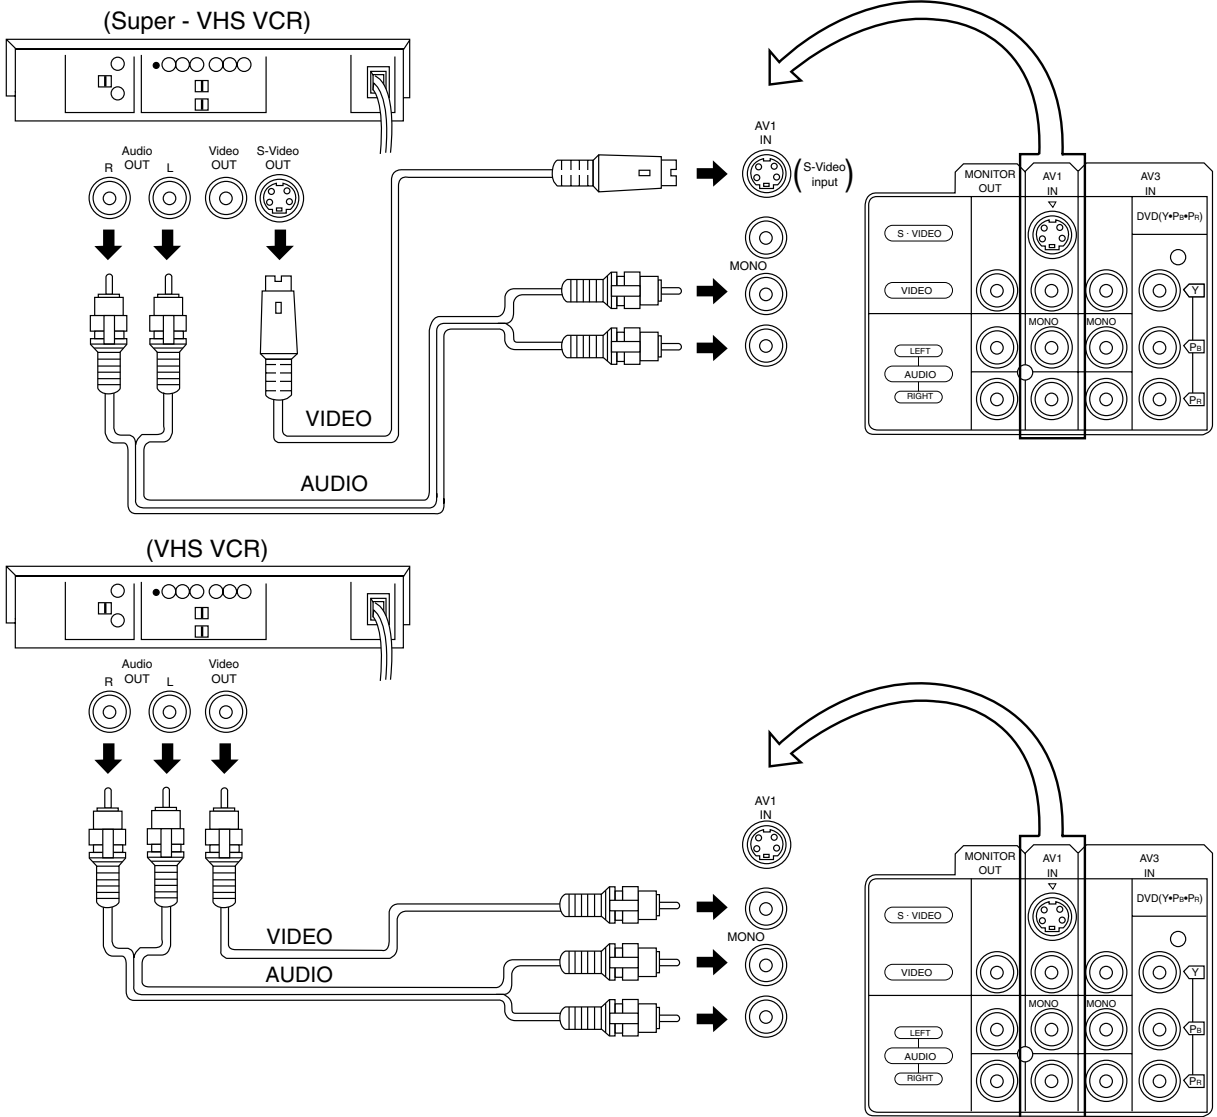 (Super - VHS VCR)
Audio
OUT
R
L
Video
OUT
S-Video
OUT
VIDEO
AUDIO
AV1
IN
(S-Video
input)
MONO
MONITOR
OUT
AV1
IN
AV3
IN
DVD(Y•PB•PR)
S · VIDEO
VIDEO
Y
MONO
MONO
LEFT
PB
AUDIO
RIGHT
PR
(VHS VCR)
Audio
OUT
R
L
Video
OUT
VIDEO
AUDIO
AV1
IN
MONO
MONITOR
OUT
AV1
IN
AV3
IN
DVD(Y•PB•PR)
S · VIDEO
VIDEO
Y
MONO
MONO
LEFT
PB
AUDIO
RIGHT
PR